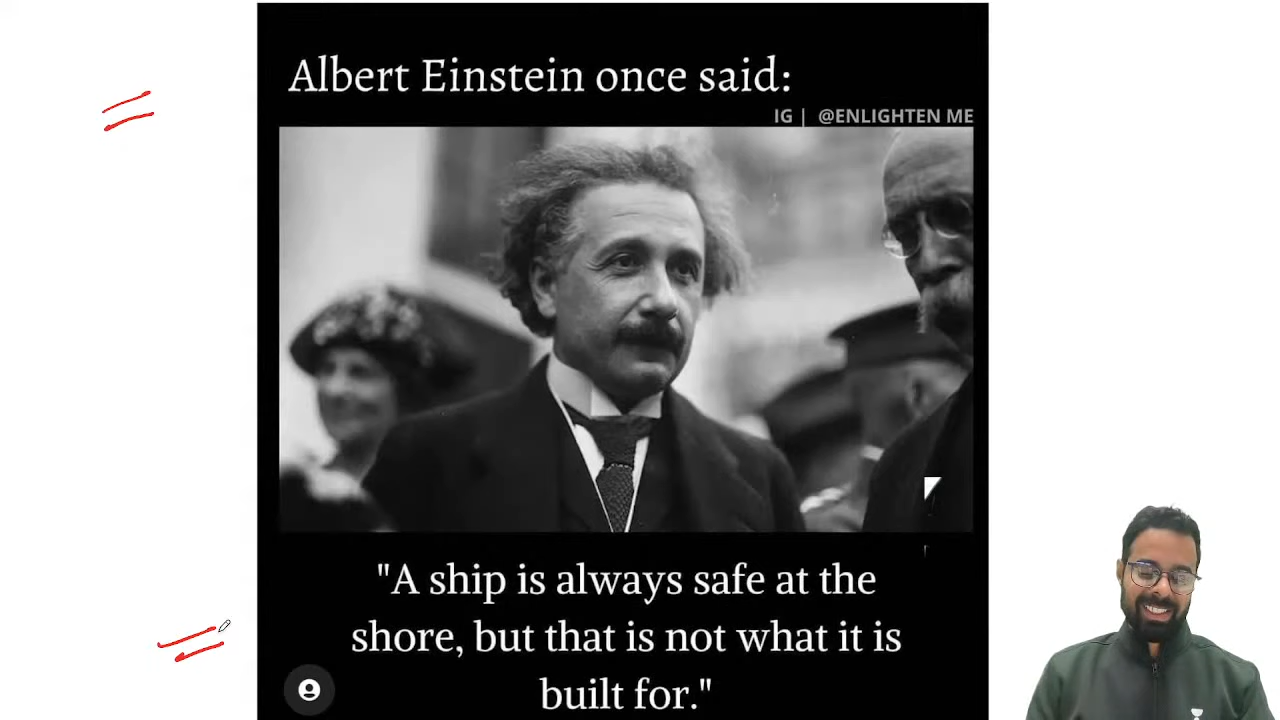 Albert Einstein once said:
IG | @ENLIGHTEN ME
"A ship is always safe at the
shore, but that is not what it is
built for."